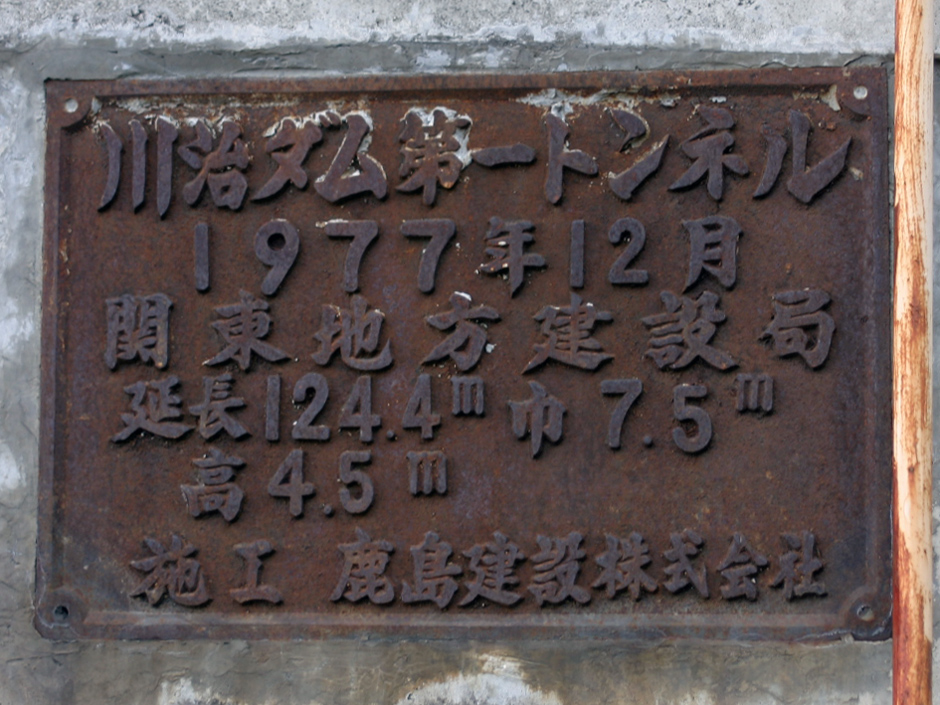 川治ダム第一トンネル
1977年12月
関東地方建設局
延長124.4m 巾7.5m
高4.5m
施工 鹿島建設株式会社